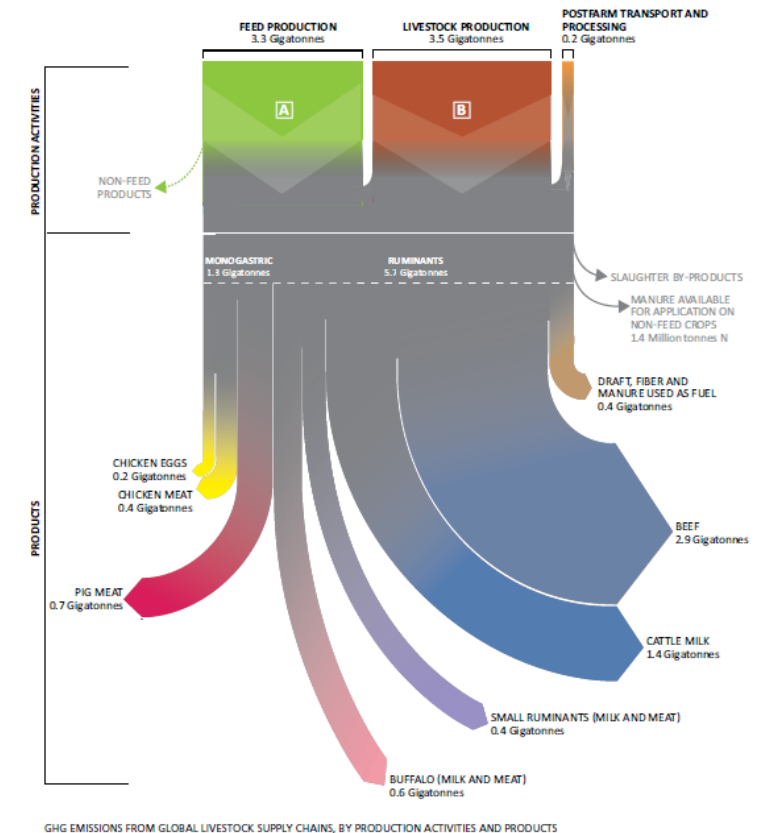 FEED PRODUCTION
3.3 Gigatonnes
LIVESTOCK PRODUCTION
3.5 Gigatonnes
POSTFARM TRANSPORT AND
PROCESSING
0.2 Gigatonnes
PRODUCTION ACTIVITIES
A
B
NON-FEED
PRODUCTS
MONOGASTRIC
1.3 Gigatonnes
RUMINANTS
5.7 Gigatonnes
SLAUGHTER BY-PRODUCTS
MANURE AVAILABLE
FOR APPLICATION ON
NON-FEED CROPS
1.4 Million tonnes N
DRAFT, FIBER AND
MANURE USED AS FUEL
0.4 Gigatonnes
PRODUCTS
CHICKEN EGGS
0.2 Gigatonnes
CHICKEN MEAT
0.4 Gigatonnes
BEEF
2.9 Gigatonnes
PIG MEAT
0.7 Gigatonnes
CATTLE MILK
1.4 Gigatonnes
SMALL RUMINANTS (MILK AND MEAT)
0.4 Gigatonnes
BUFFALO (MILK AND MEAT)
0.6 Gigatonnes
GHG EMISSIONS FROM GLOBAL LIVESTOCK SUPPLY CHAINS, BY PRODUCTION ACTIVITIES AND PRODUCTS